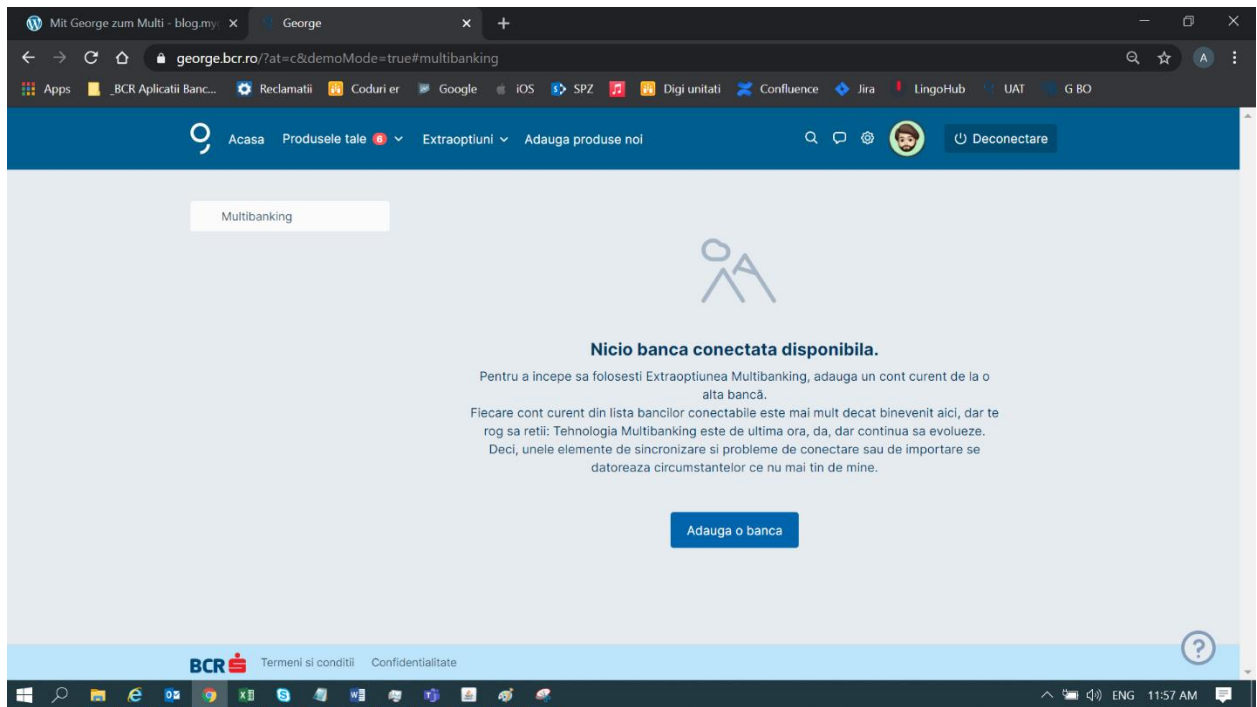 Mit George zum Multi - blog.my
George
george.bcr.ro/?at=c&demoMode=true#multibanking
A
Apps _BCR Aplicatii Banc... Reclamatii Coduri er Google iOS SPZ Digi unitati Confluence Jira LingoHub UAT G BO
Acasa Produsele tale 6 Extraoptiuni Adauga produse noi Deconectare
Multibanking
Nicio banca conectata disponibila.
Pentru a incepe sa folosesti Extraoptiunea Multibanking, adauga un cont curent de la o
alta bancă.
Fiecare cont curent din lista bancilor conectabile este mai mult decat binevenit aici, dar te
rog sa retii: Tehnologia Multibanking este de ultima ora, da, dar continua sa evolueze.
Deci, unele elemente de sincronizare si probleme de conectare sau de importare se
datoreaza circumstantelor ce nu mai tin de mine.
Adauga o banca
?
BCR Termeni si conditii Confidentialitate
ENG 11:57 AM